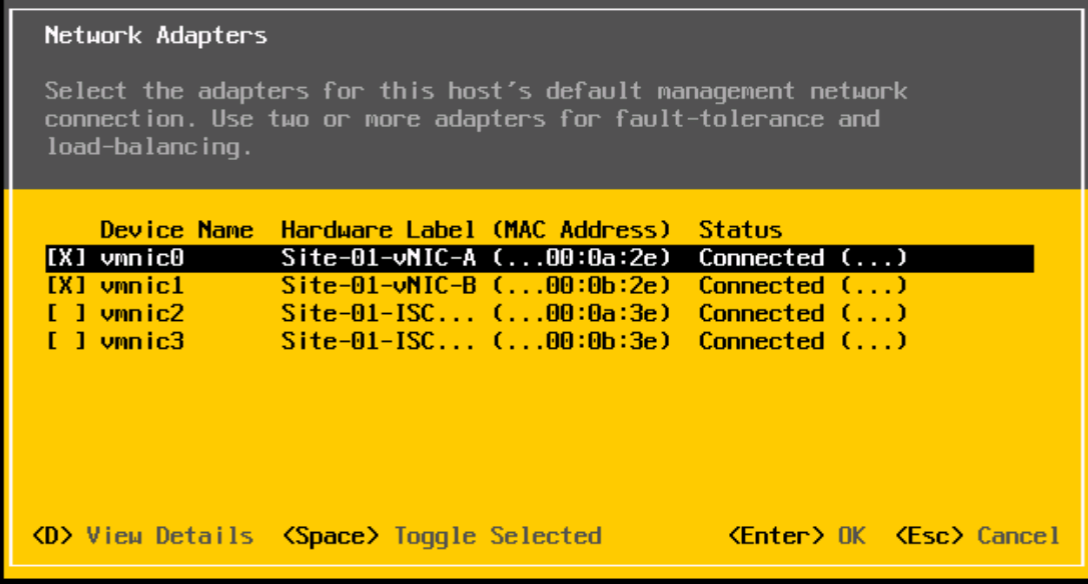 Network Adapters
Select the adapters for this host's default management network
connection. Use two or more adapters for fault-tolerance and
load-balancing.
Device Name Hardware Label (MAC Address) Status
[X] vmnic0 Site-01-vNIC-A (...00:0a:2e) Connected (...)
[X] vmnic1 Site-01-vNIC-B (...00:0b:2e) Connected (...)
[ ] vmnic2 Site-01-ISC... (...00:0a:3e) Connected (...)
[ ] vmnic3 Site-01-ISC... (...00:0b:3e) Connected (...)
<D> View Details <Space> Toggle Selected <Enter> OK <Esc> Cancel